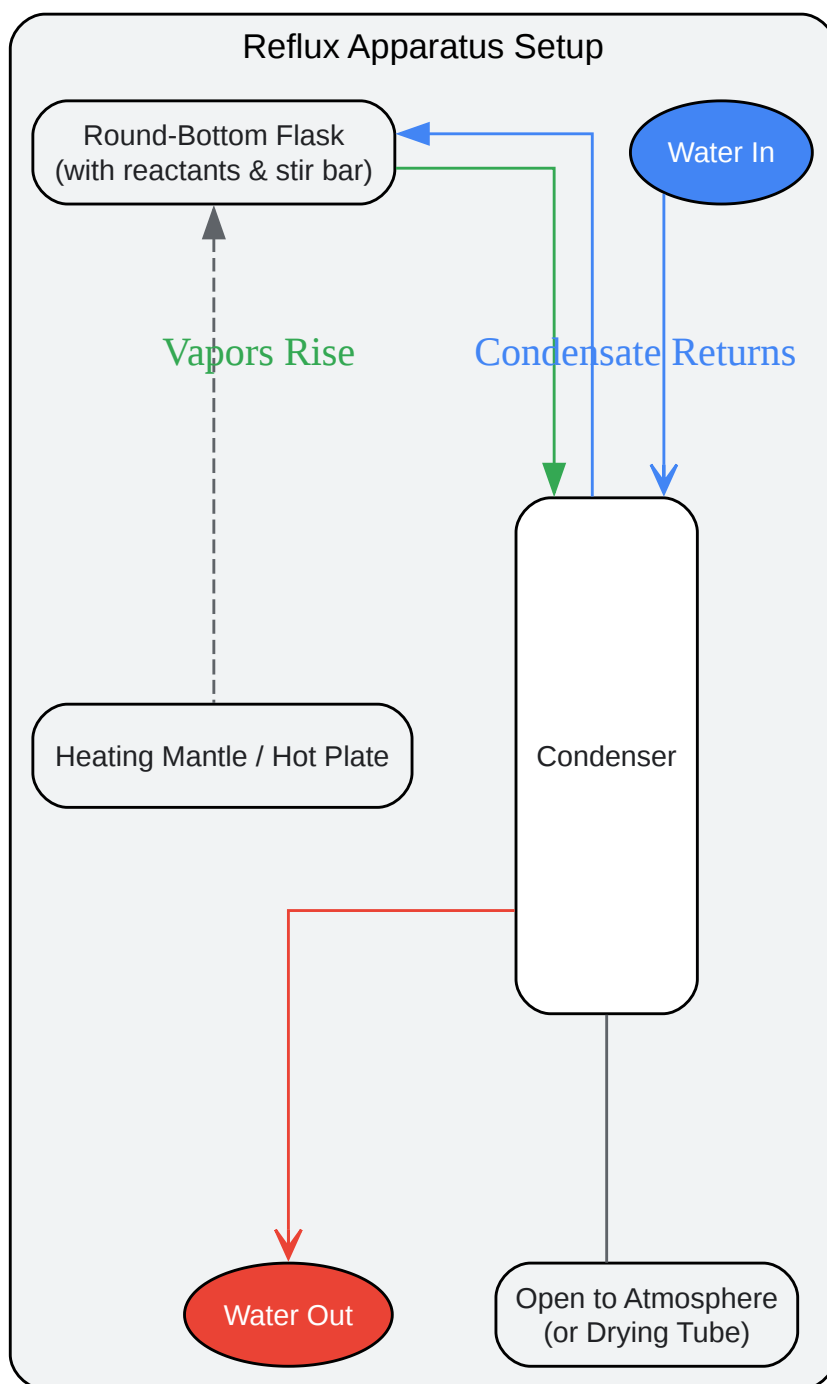 Reflux Apparatus Setup
Round-Bottom Flask
(with reactants & stir bar)
Water In
Vapors Rise
Condensate Returns
Heating Mantle / Hot Plate
Condenser
Water Out
Open to Atmosphere
(or Drying Tube)